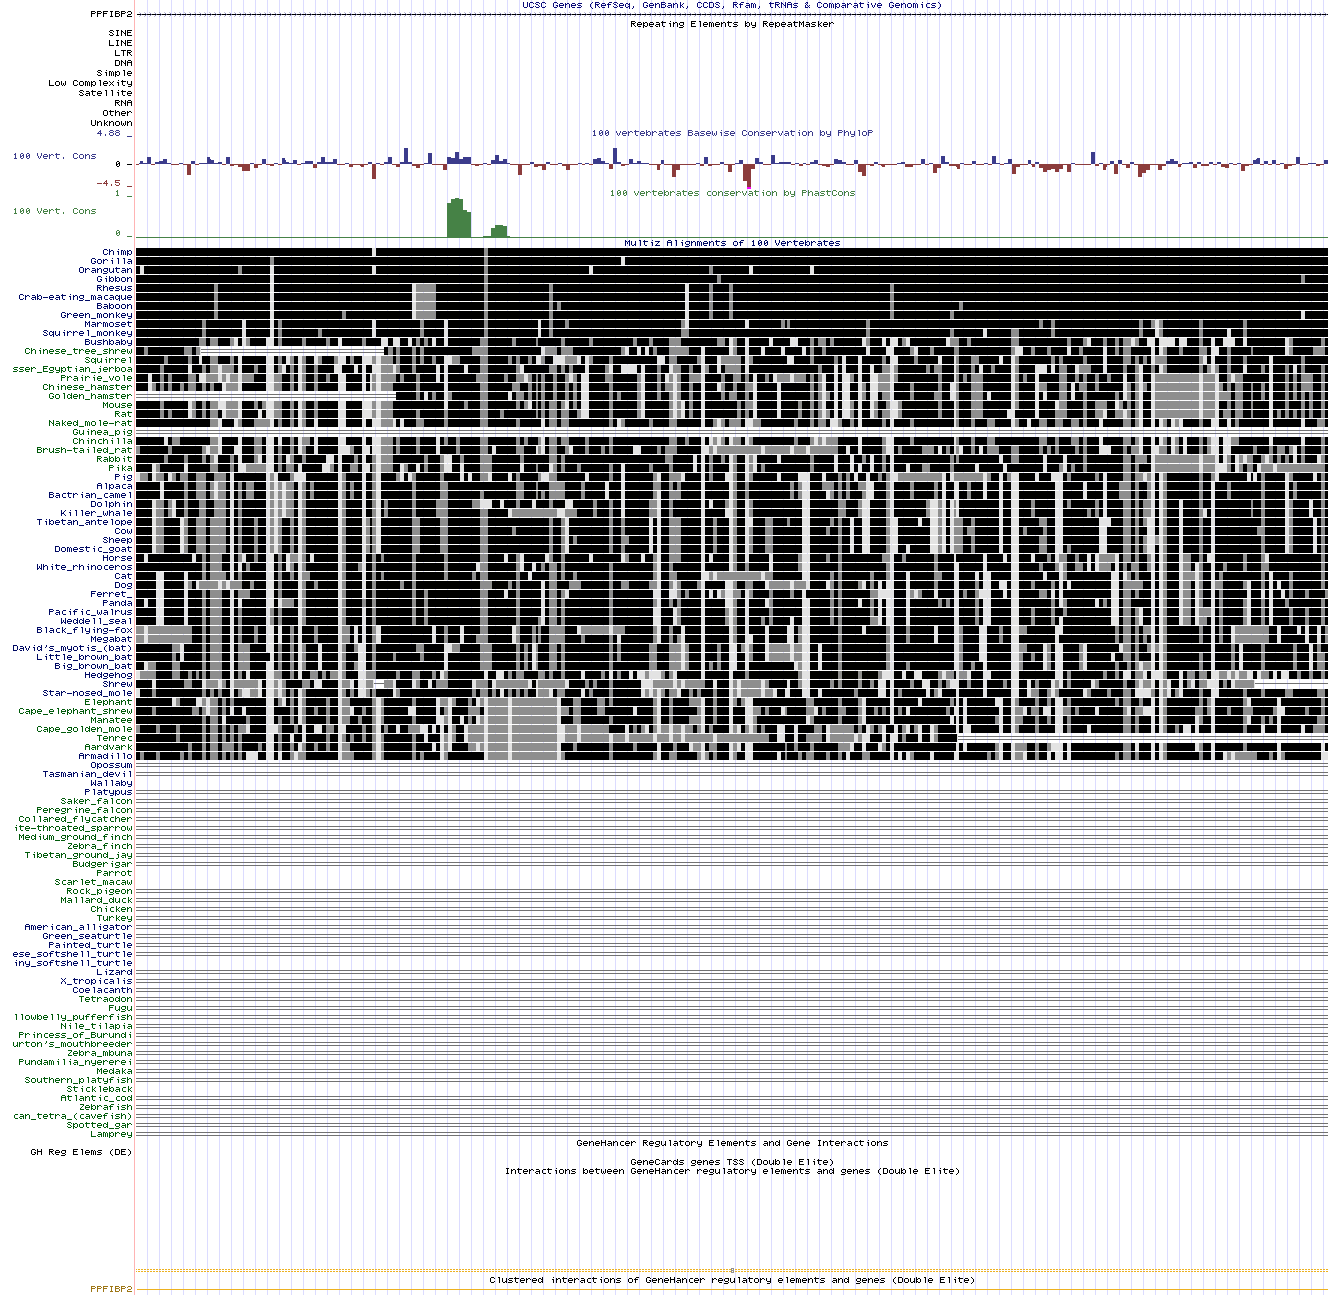 UCSC Genes (RefSeq, GenBank, CCDS, Rfam, tRNAs & Comparative Genomics)
PPFIBP2
Repeating Elements by RepeatMasker
SINE
LINE
LTR
DNA
Simple
Low Complexity
Satellite
RNA
Other
Unknown
4.88 _
100 vertebrates Basewise Conservation by PhyloP
100 Vert. Cons
0 _
-4.5 _
100 vertebrates conservation by PhastCons
1 _
100 Vert. Cons
0 _
Multiz Alignments of 100 Vertebrates
Chimp
Gorilla
Orangutan
Gibbon
Rhesus
Crab-eating_macaque
Baboon
Green_monkey
Marmoset
Squirrel_monkey
Bushbaby
Chinese_tree_shrew
Squirrel
sser_Egyptian_jerboa
Prairie_vole
Chinese_hamster
Golden_hamster
Mouse
Rat
Naked_mole-rat
Guinea_pig
Chinchilla
Brush-tailed_rat
Rabbit
Pika
Pig
Alpaca
Bactrian_camel
Dolphin
Killer_whale
Tibetan_antelope
Cow
Sheep
Domestic_goat
Horse
White_rhinoceros
Cat
Dog
Ferret_
Panda
Pacific_walrus
Weddell_seal
Black_flying-fox
Megabat
David's_myotis_(bat)
Little_brown_bat
Big_brown_bat
Hedgehog
Shrew
Star-nosed_mole
Elephant
Cape_elephant_shrew
Manatee
Cape_golden_mole
Tenrec
Aardvark
Armadillo
Opossum
Tasmanian_devil
Wallaby
Platypus
Saker_falcon
Peregrine_falcon
Collared_flycatcher
ite-throated_sparrow
Medium_ground_finch
Zebra_finch
Tibetan_ground_jay
Budgerigar
Parrot
Scarlet_macaw
Rock_pigeon
Mallard_duck
Chicken
Turkey
American_alligator
Green_seaturtle
Painted_turtle
ese_softshell_turtle
iny_softshell_turtle
Lizard
X_tropicalis
Coelacanth
Tetraodon
Fugu
llowbelly_pufferfish
Nile_tilapia
Princess_of_Burundi
urton's_mouthbreeder
Zebra_mbuna
Pundamilia_nyererei
Medaka
Southern_platyfish
Stickleback
Atlantic_cod
Zebrafish
can_tetra_(cavefish)
Spotted_gar
Lamprey
GeneHancer Regulatory Elements and Gene Interactions
GH Reg Elems (DE)
GeneCards genes TSS (Double Elite)
Interactions between GeneHancer regulatory elements and genes (Double Elite)
Clustered interactions of GeneHancer regulatory elements and genes (Double Elite)
PPFIBP2